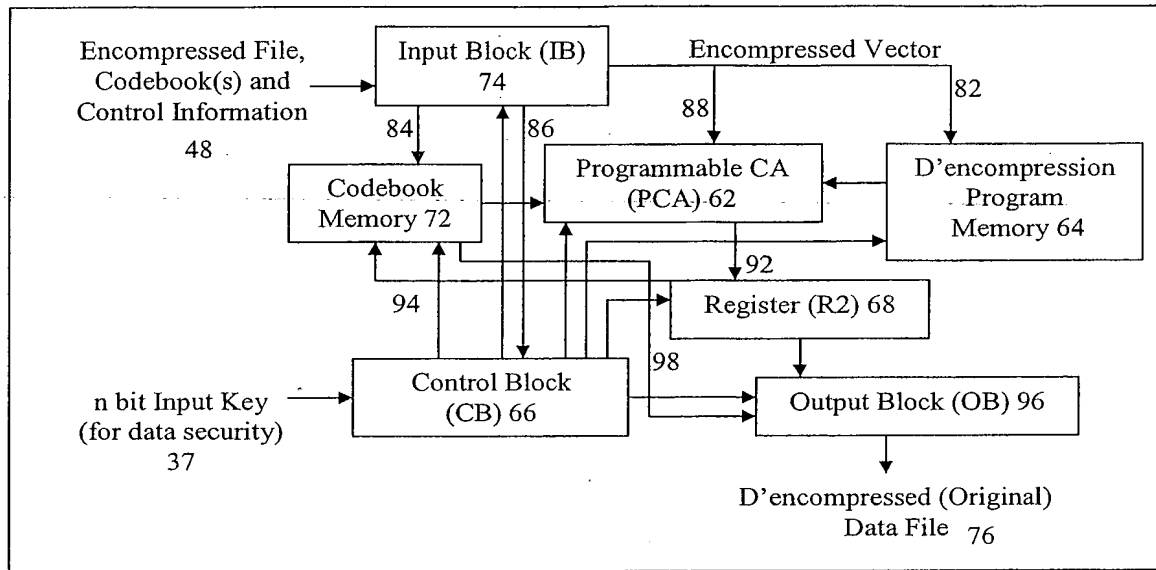 Encompressed File,
Codebook(s) and
Control Information
48
Input Block (IB)
74
Encompressed Vector
84
86
88
82
Codebook
Memory 72
Programmable CA
(PCA) 62
D'encompression
Program
Memory 64
92
94
Register (R2) 68
98
n bit Input Key
(for data security)
37
Control Block
(CB) 66
Output Block (OB) 96
D'encompressed (Original)
Data File 76